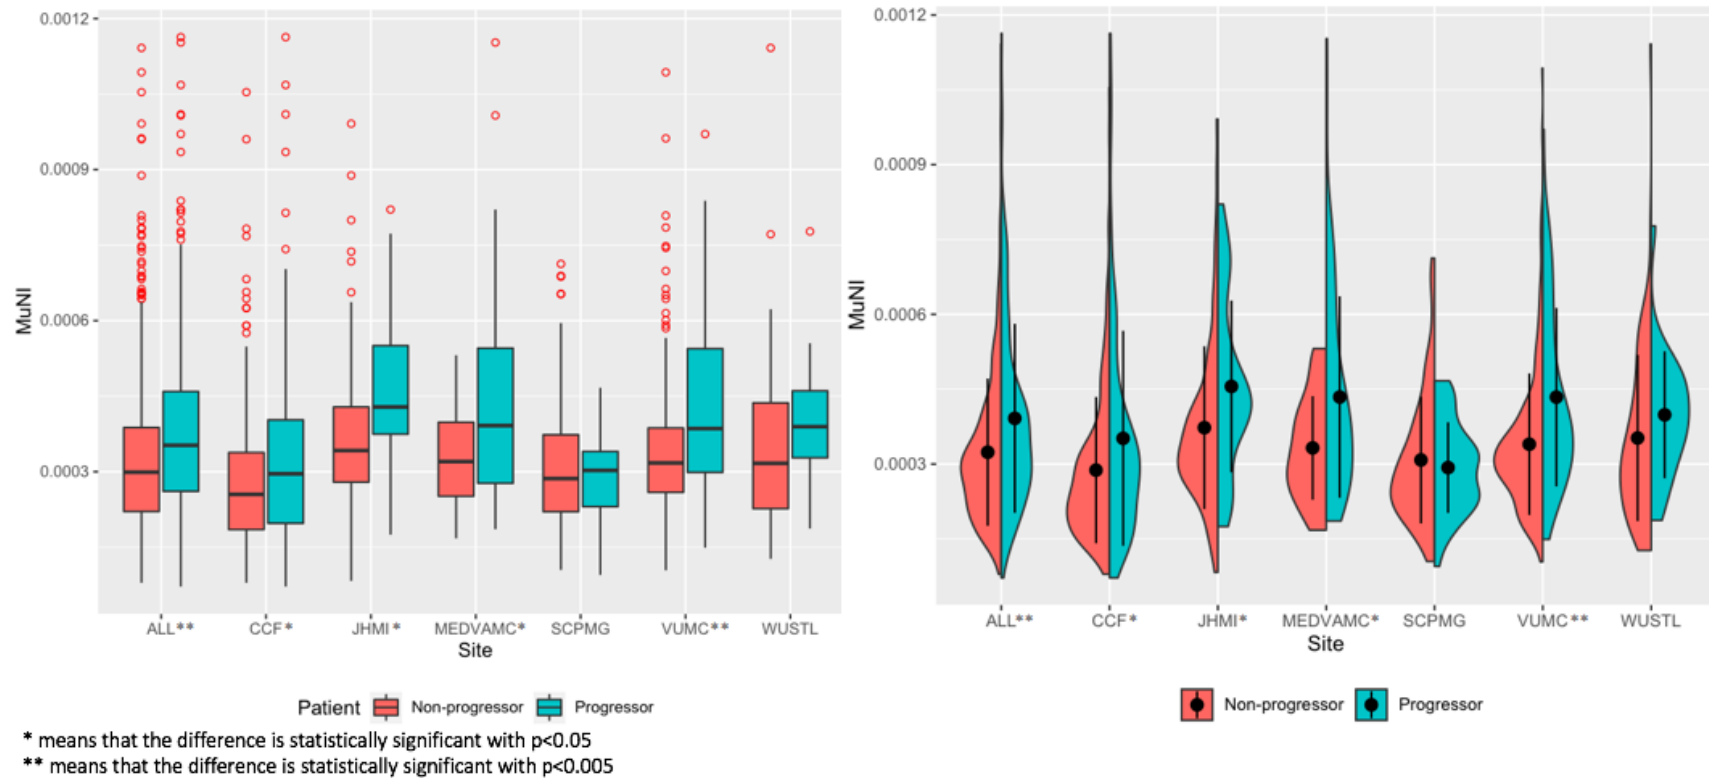 0.0012
0.0009
0.0006
0.0003
MuNI
ALL** CCF* JHMI* MEDVAMC* SCPMG VUMC** WUSTL
Site
Patient Non-progressor Progressor
* means that the difference is statistically significant with p<0.05
** means that the difference is statistically significant with p<0.005
0.0012
0.0009
0.0006
0.0003
MuNI
ALL** CCF* JHMI* MEDVAMC* SCPMG VUMC** WUSTL
Site
Non-progressor Progressor